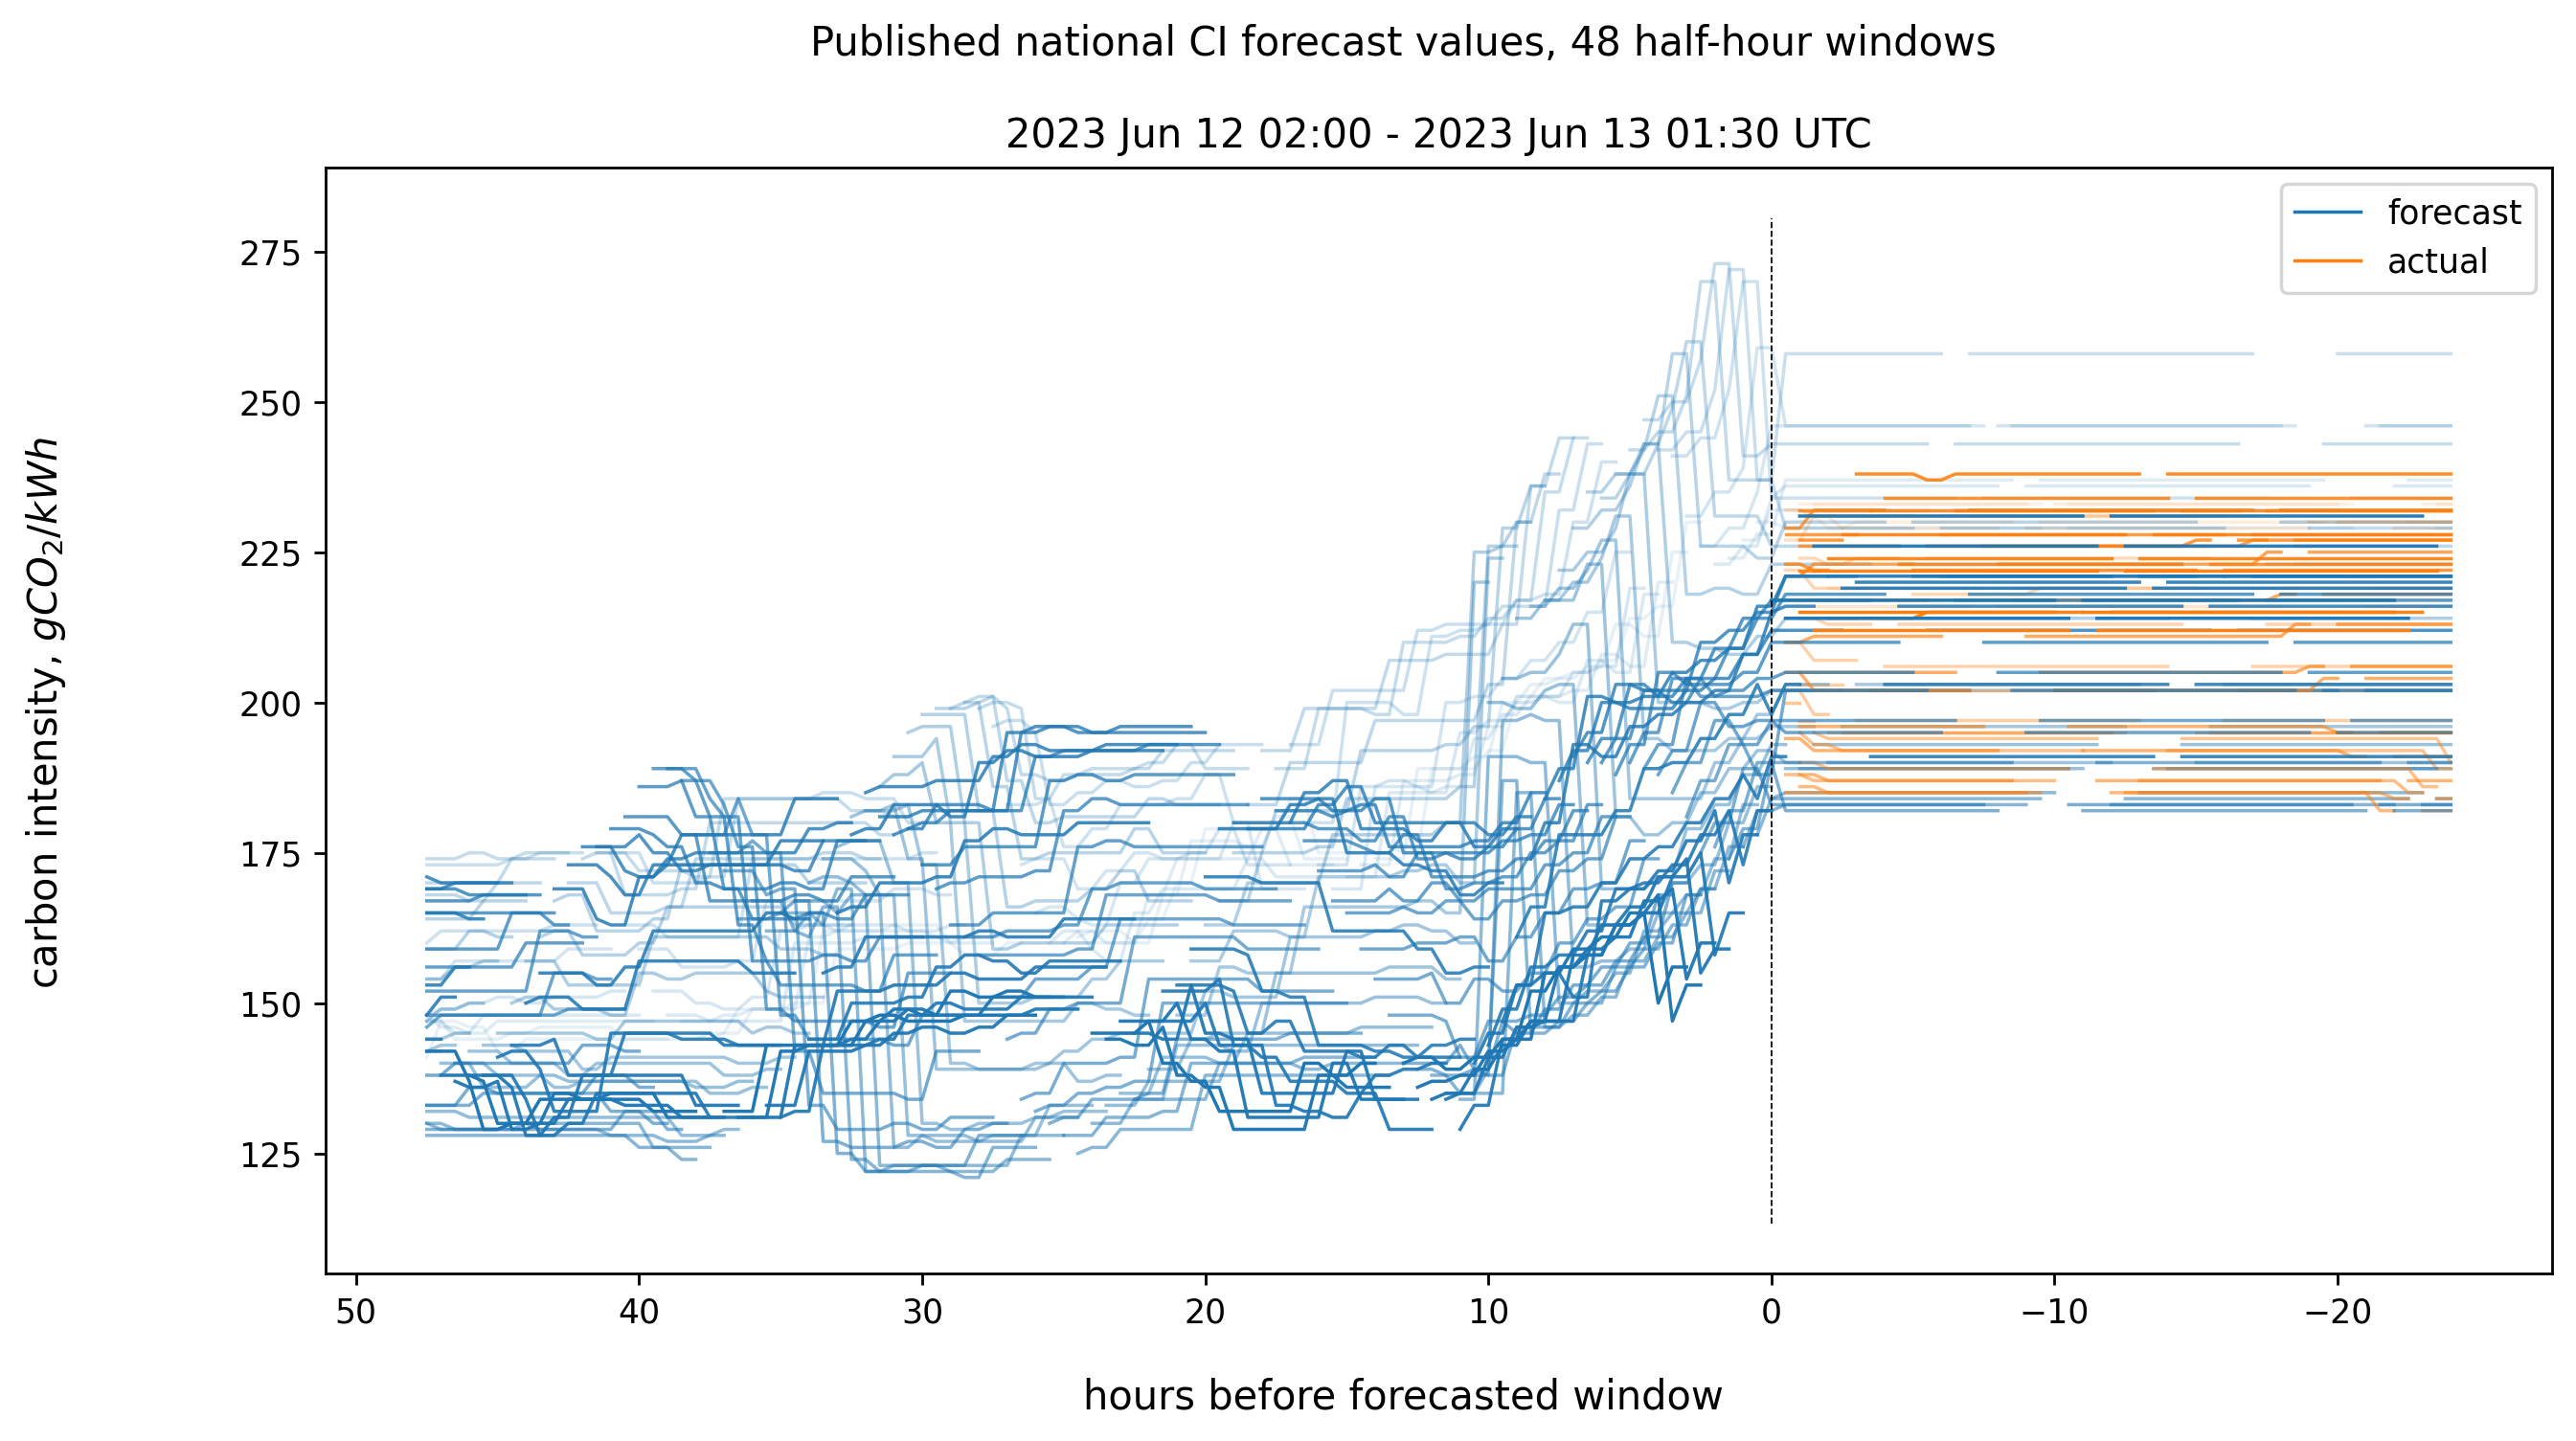 Published national CI forecast values, 48 half-hour windows
2023 Jun 12 02:00 - 2023 Jun 13 01:30 UTC
forecast
actual
carbon intensity, gCO₂/kWh
275
250
225
200
175
150
125
50 40 30 20 10 0 −10 −20
hours before forecasted window